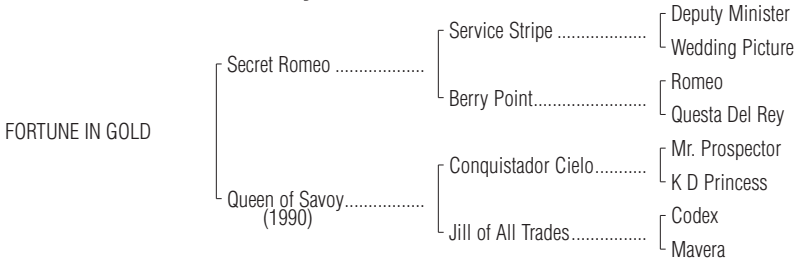 Deputy Minister
Service Stripe ...................
Wedding Picture
Secret Romeo ...................
Romeo
Berry Point........................
Questa Del Rey
FORTUNE IN GOLD
Mr. Prospector
Conquistador Cielo...........
K D Princess
Queen of Savoy.................
(1990)
Codex
Jill of All Trades................
Mavera